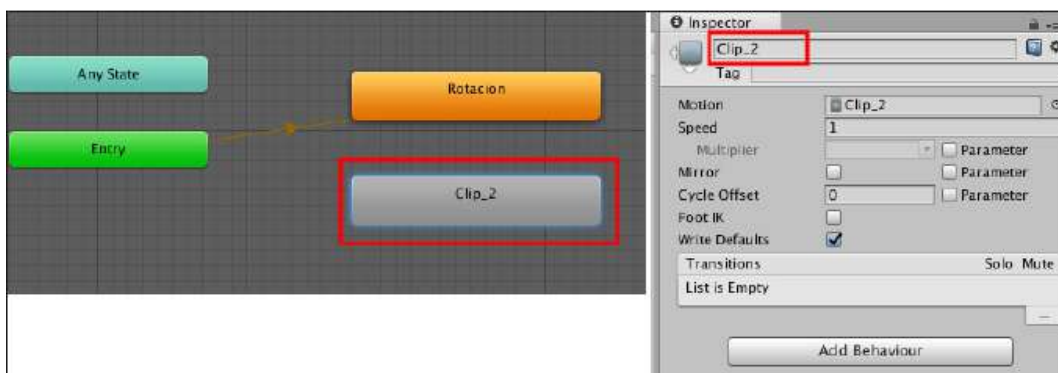 Any State
Entry
Rotacion
Clip_2
Inspector
Clip_2
Tag
Motion Clip_2
Speed 1
Multiplier Parameter
Mirror Parameter
Cycle Offset 0 Parameter
Foot IK
Write Defaults
Transitions Solo Mute
List is Empty
Add Behaviour